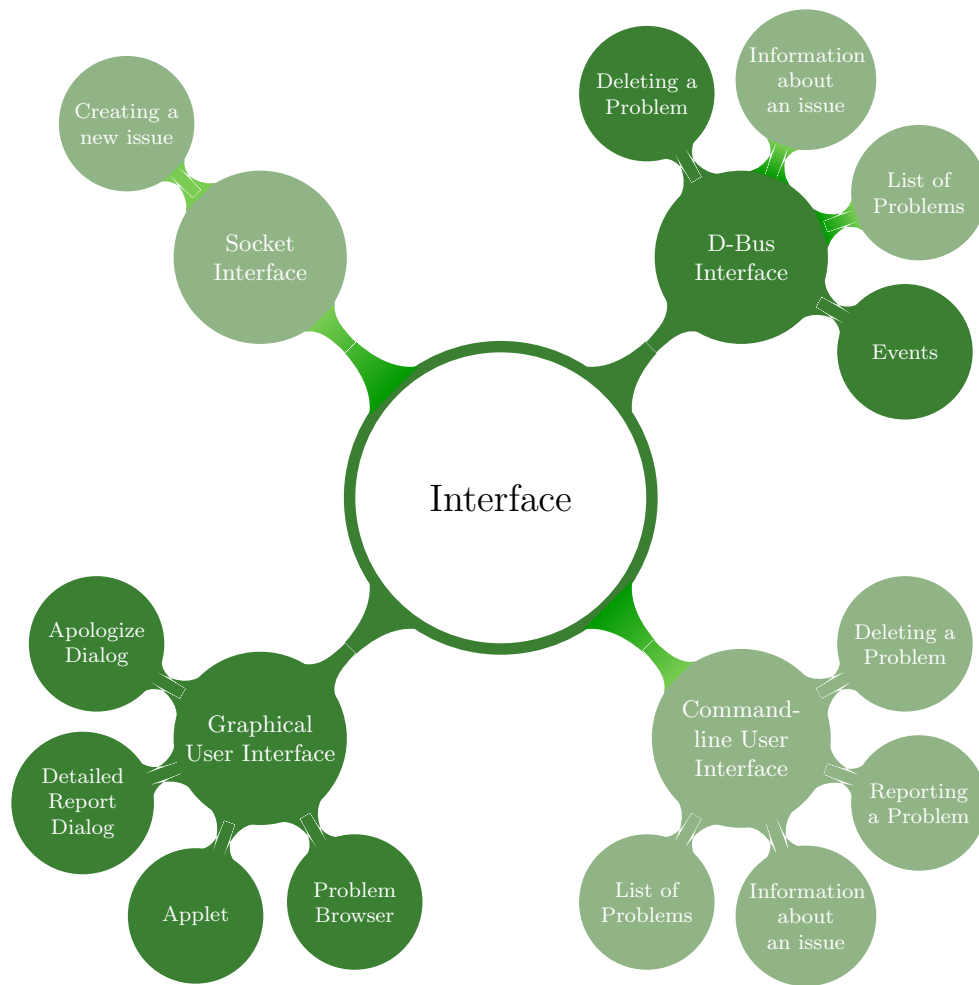 Creating a
new issue
Socket
Interface
Deleting a
Problem
Information
about
an issue
List of
Problems
D-Bus
Interface
Events
Interface
Apologize
Dialog
Graphical
User Interface
Detailed
Report
Dialog
Applet
Problem
Browser
Deleting a
Problem
Command-
line User
Interface
Reporting
a Problem
List of
Problems
Information
about
an issue